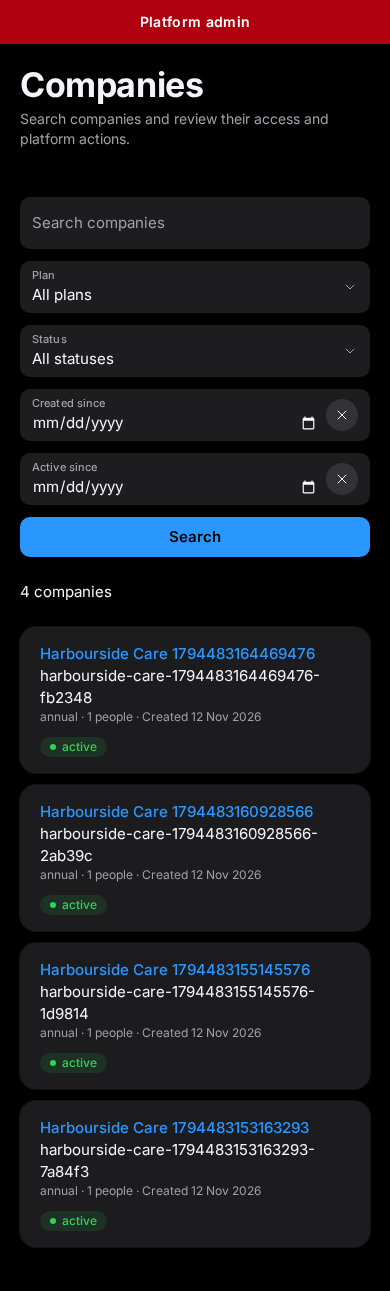 Platform admin
Companies
Search companies and review their access and
platform actions.
Search companies
Plan
All plans
Status
All statuses
Created since
mm/dd/yyyy
Active since
mm/dd/yyyy
Search
4 companies
Harbourside Care 1794483164469476
harbourside-care-1794483164469476-
fb2348
annual · 1 people · Created 12 Nov 2026
active
Harbourside Care 1794483160928566
harbourside-care-1794483160928566-
2ab39c
annual · 1 people · Created 12 Nov 2026
active
Harbourside Care 1794483155145576
harbourside-care-1794483155145576-
1d9814
annual · 1 people · Created 12 Nov 2026
active
Harbourside Care 1794483153163293
harbourside-care-1794483153163293-
7a84f3
annual · 1 people · Created 12 Nov 2026
active